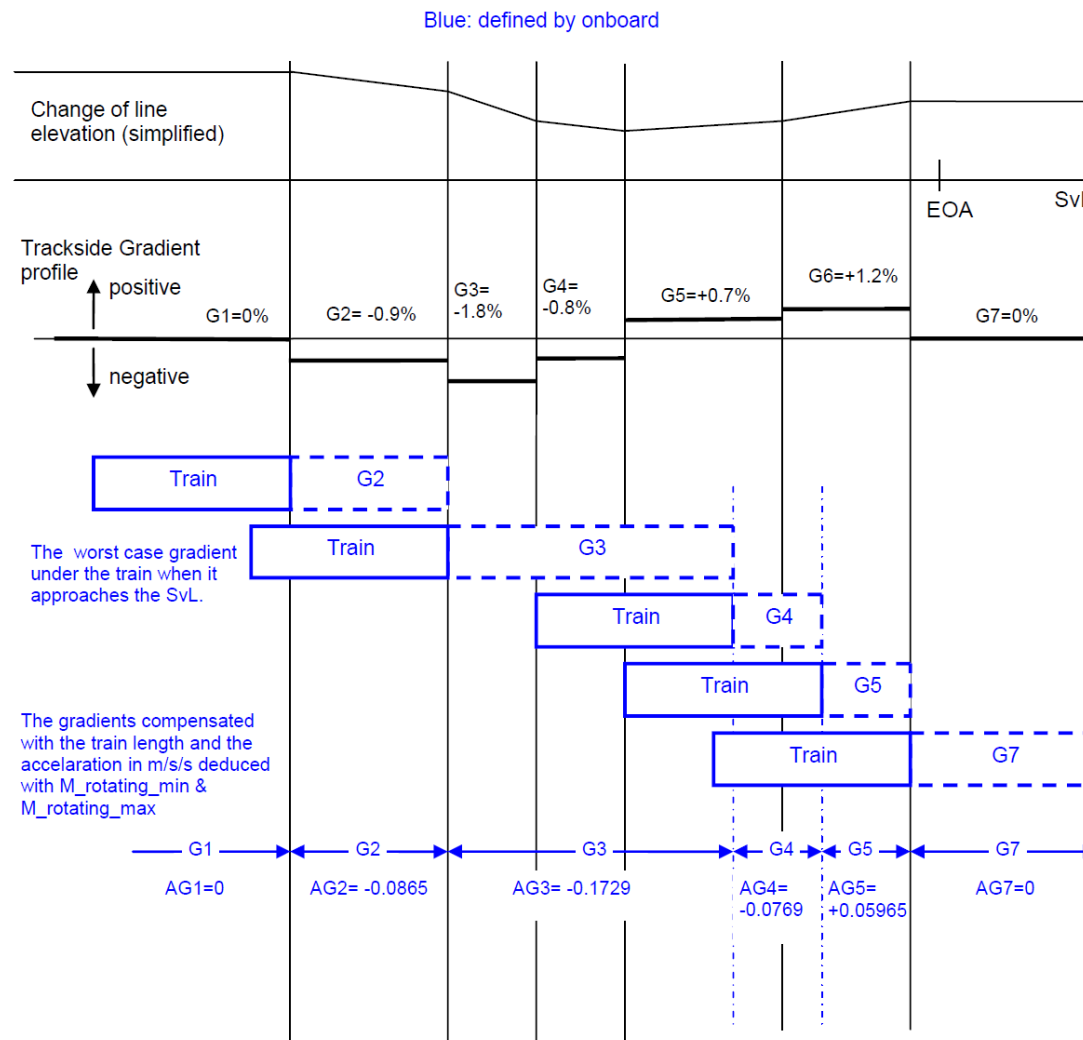 Blue: defined by onboard
Change of line
elevation (simplified)
EOA
SvL
Trackside Gradient
profile
positive
negative
G1=0%
G2= -0.9%
G3=
-1.8%
G4=
-0.8%
G5=+0.7%
G6=+1.2%
G7=0%
Train
G2
Train
G3
The worst case gradient
under the train when it
approaches the SvL.
Train
G4
Train
G5
The gradients compensated
with the train length and the
accelaration in m/s/s deduced
with M_rotating_min &
M_rotating_max
Train
G7
G1
G2
G3
G4
G5
G7
AG1=0
AG2= -0.0865
AG3= -0.1729
AG4=
-0.0769
AG5=
+0.05965
AG7=0